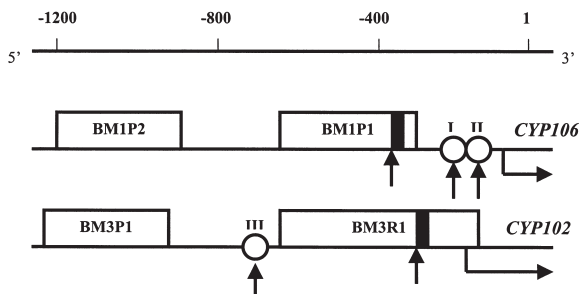 -1200 -800 -400 1
5’ 3’
BM1P2 BM1P1 I II CYP106
BM3P1 III BM3R1 CYP102